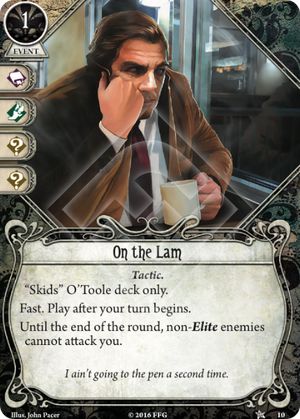 1
EVENT
?
?
On the Lam
Tactic.
“Skids” O’Toole deck only.
Fast. Play after your turn begins.
Until the end of the round, non-Elite enemies
cannot attack you.
I ain’t going to the pen a second time.
Illus. John Pacer © 2016 FFG 10